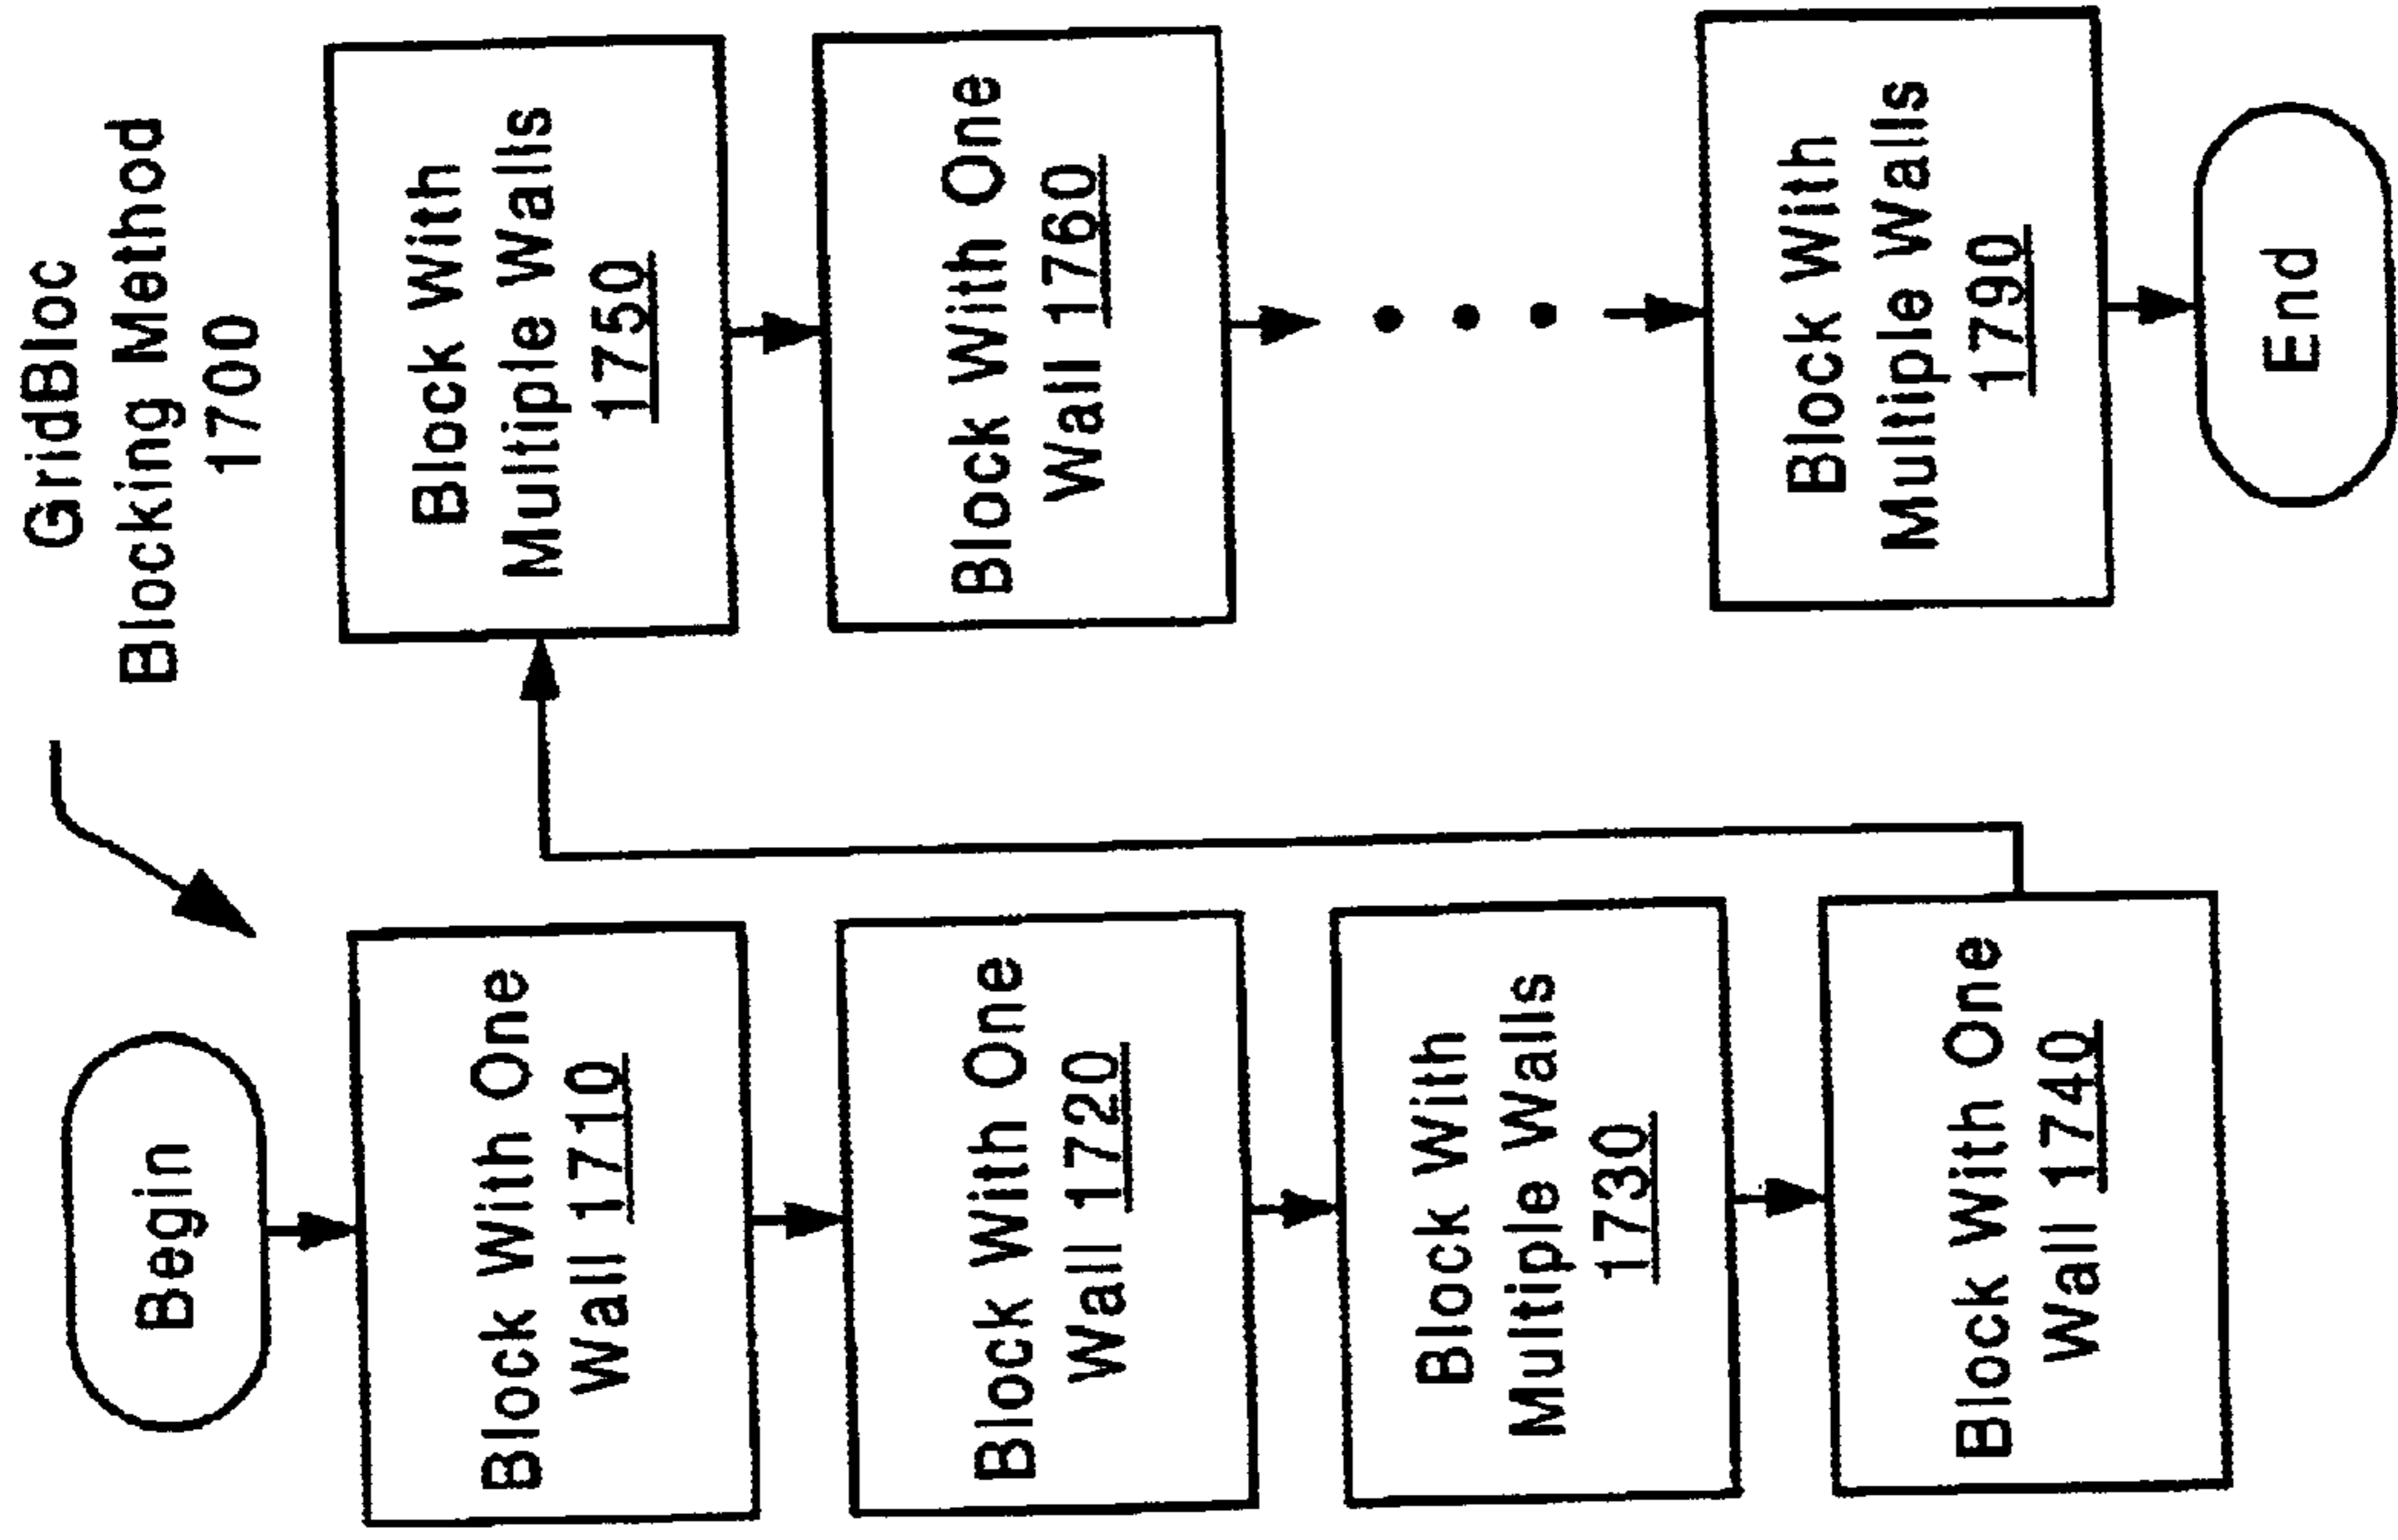 GridBloc
Blocking Method
1700
Begin
Block With One
Wall 1710
Block With One
Wall 1720
Block With
Multiple Walls
1730
Block With One
Wall 1740
Block With
Multiple Walls
1750
Block With One
Wall 1760
Block With
Multiple Walls
1790
End